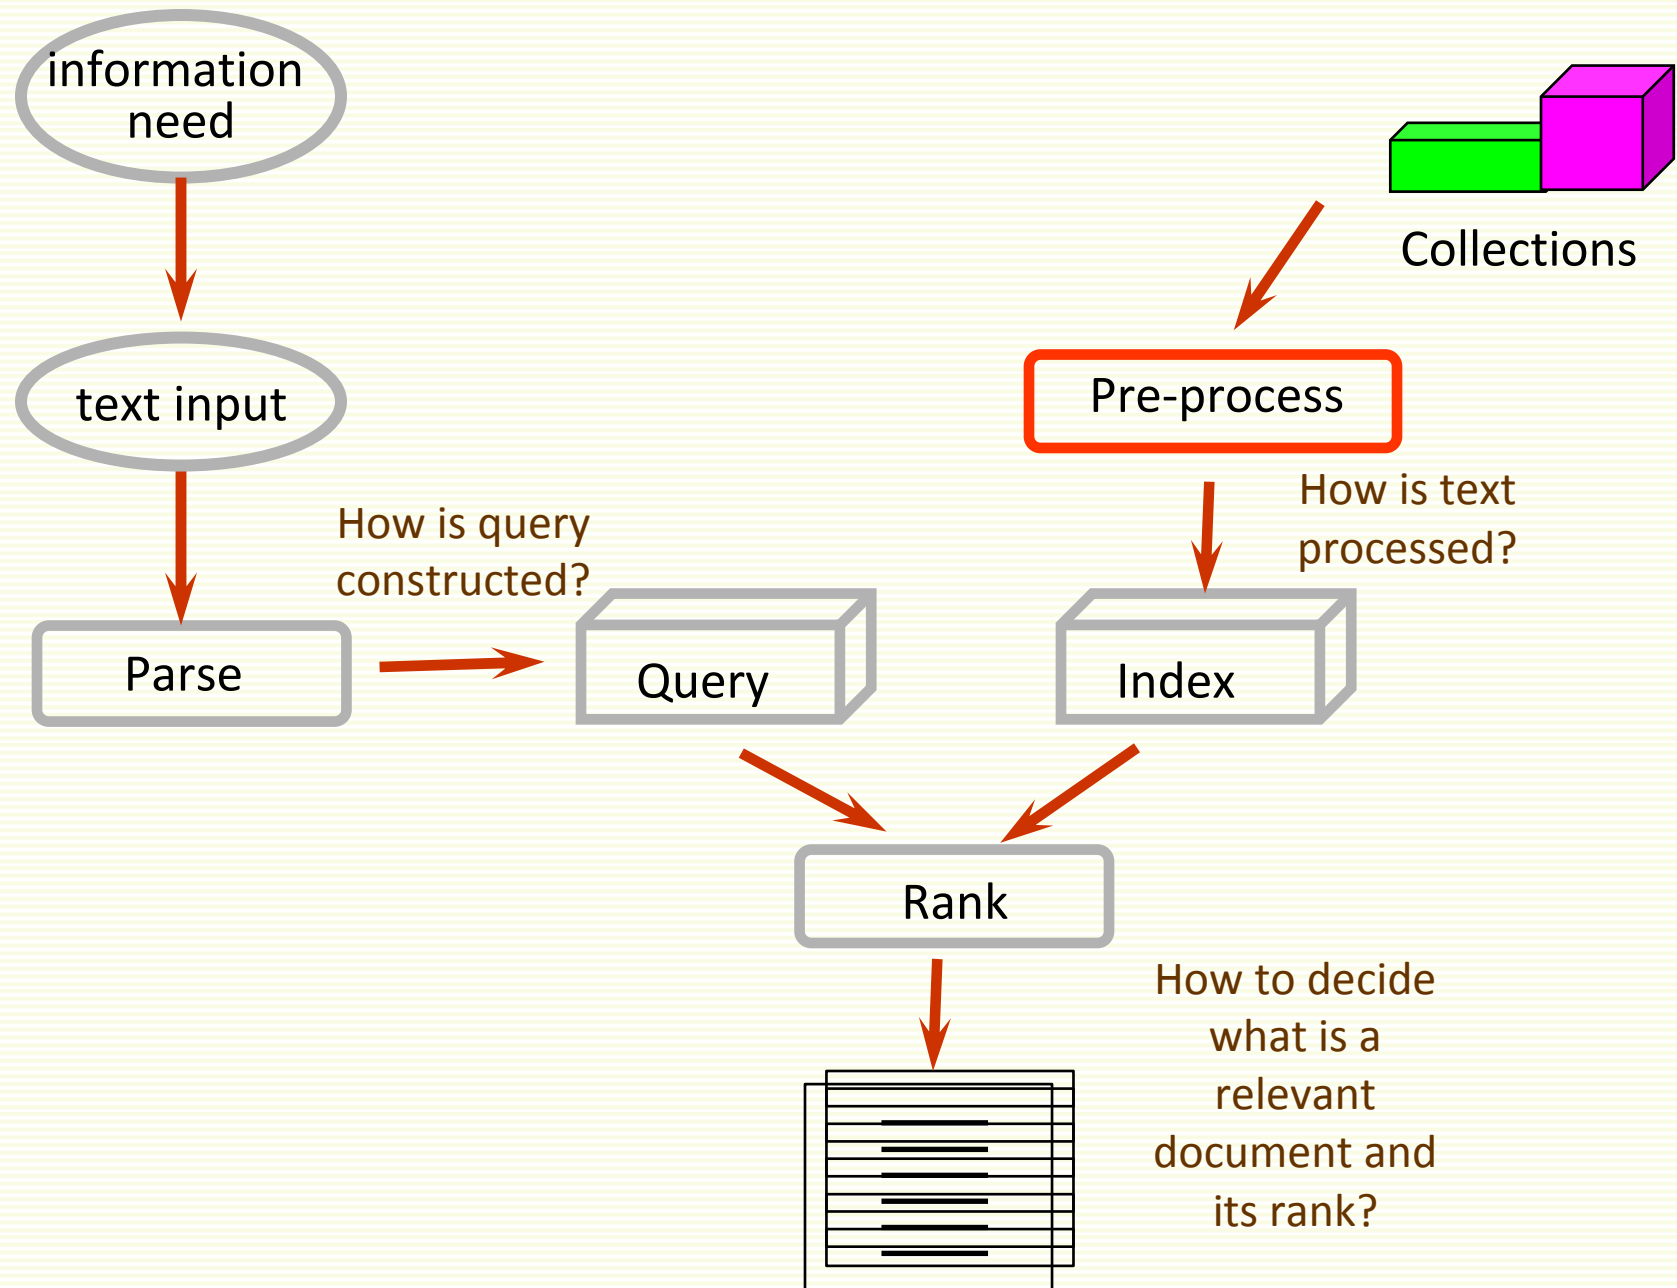 information
need
Collections
text input
Pre-process
How is query
constructed?
How is text
processed?
Parse
Query
Index
Rank
How to decide
what is a
relevant
document and
its rank?